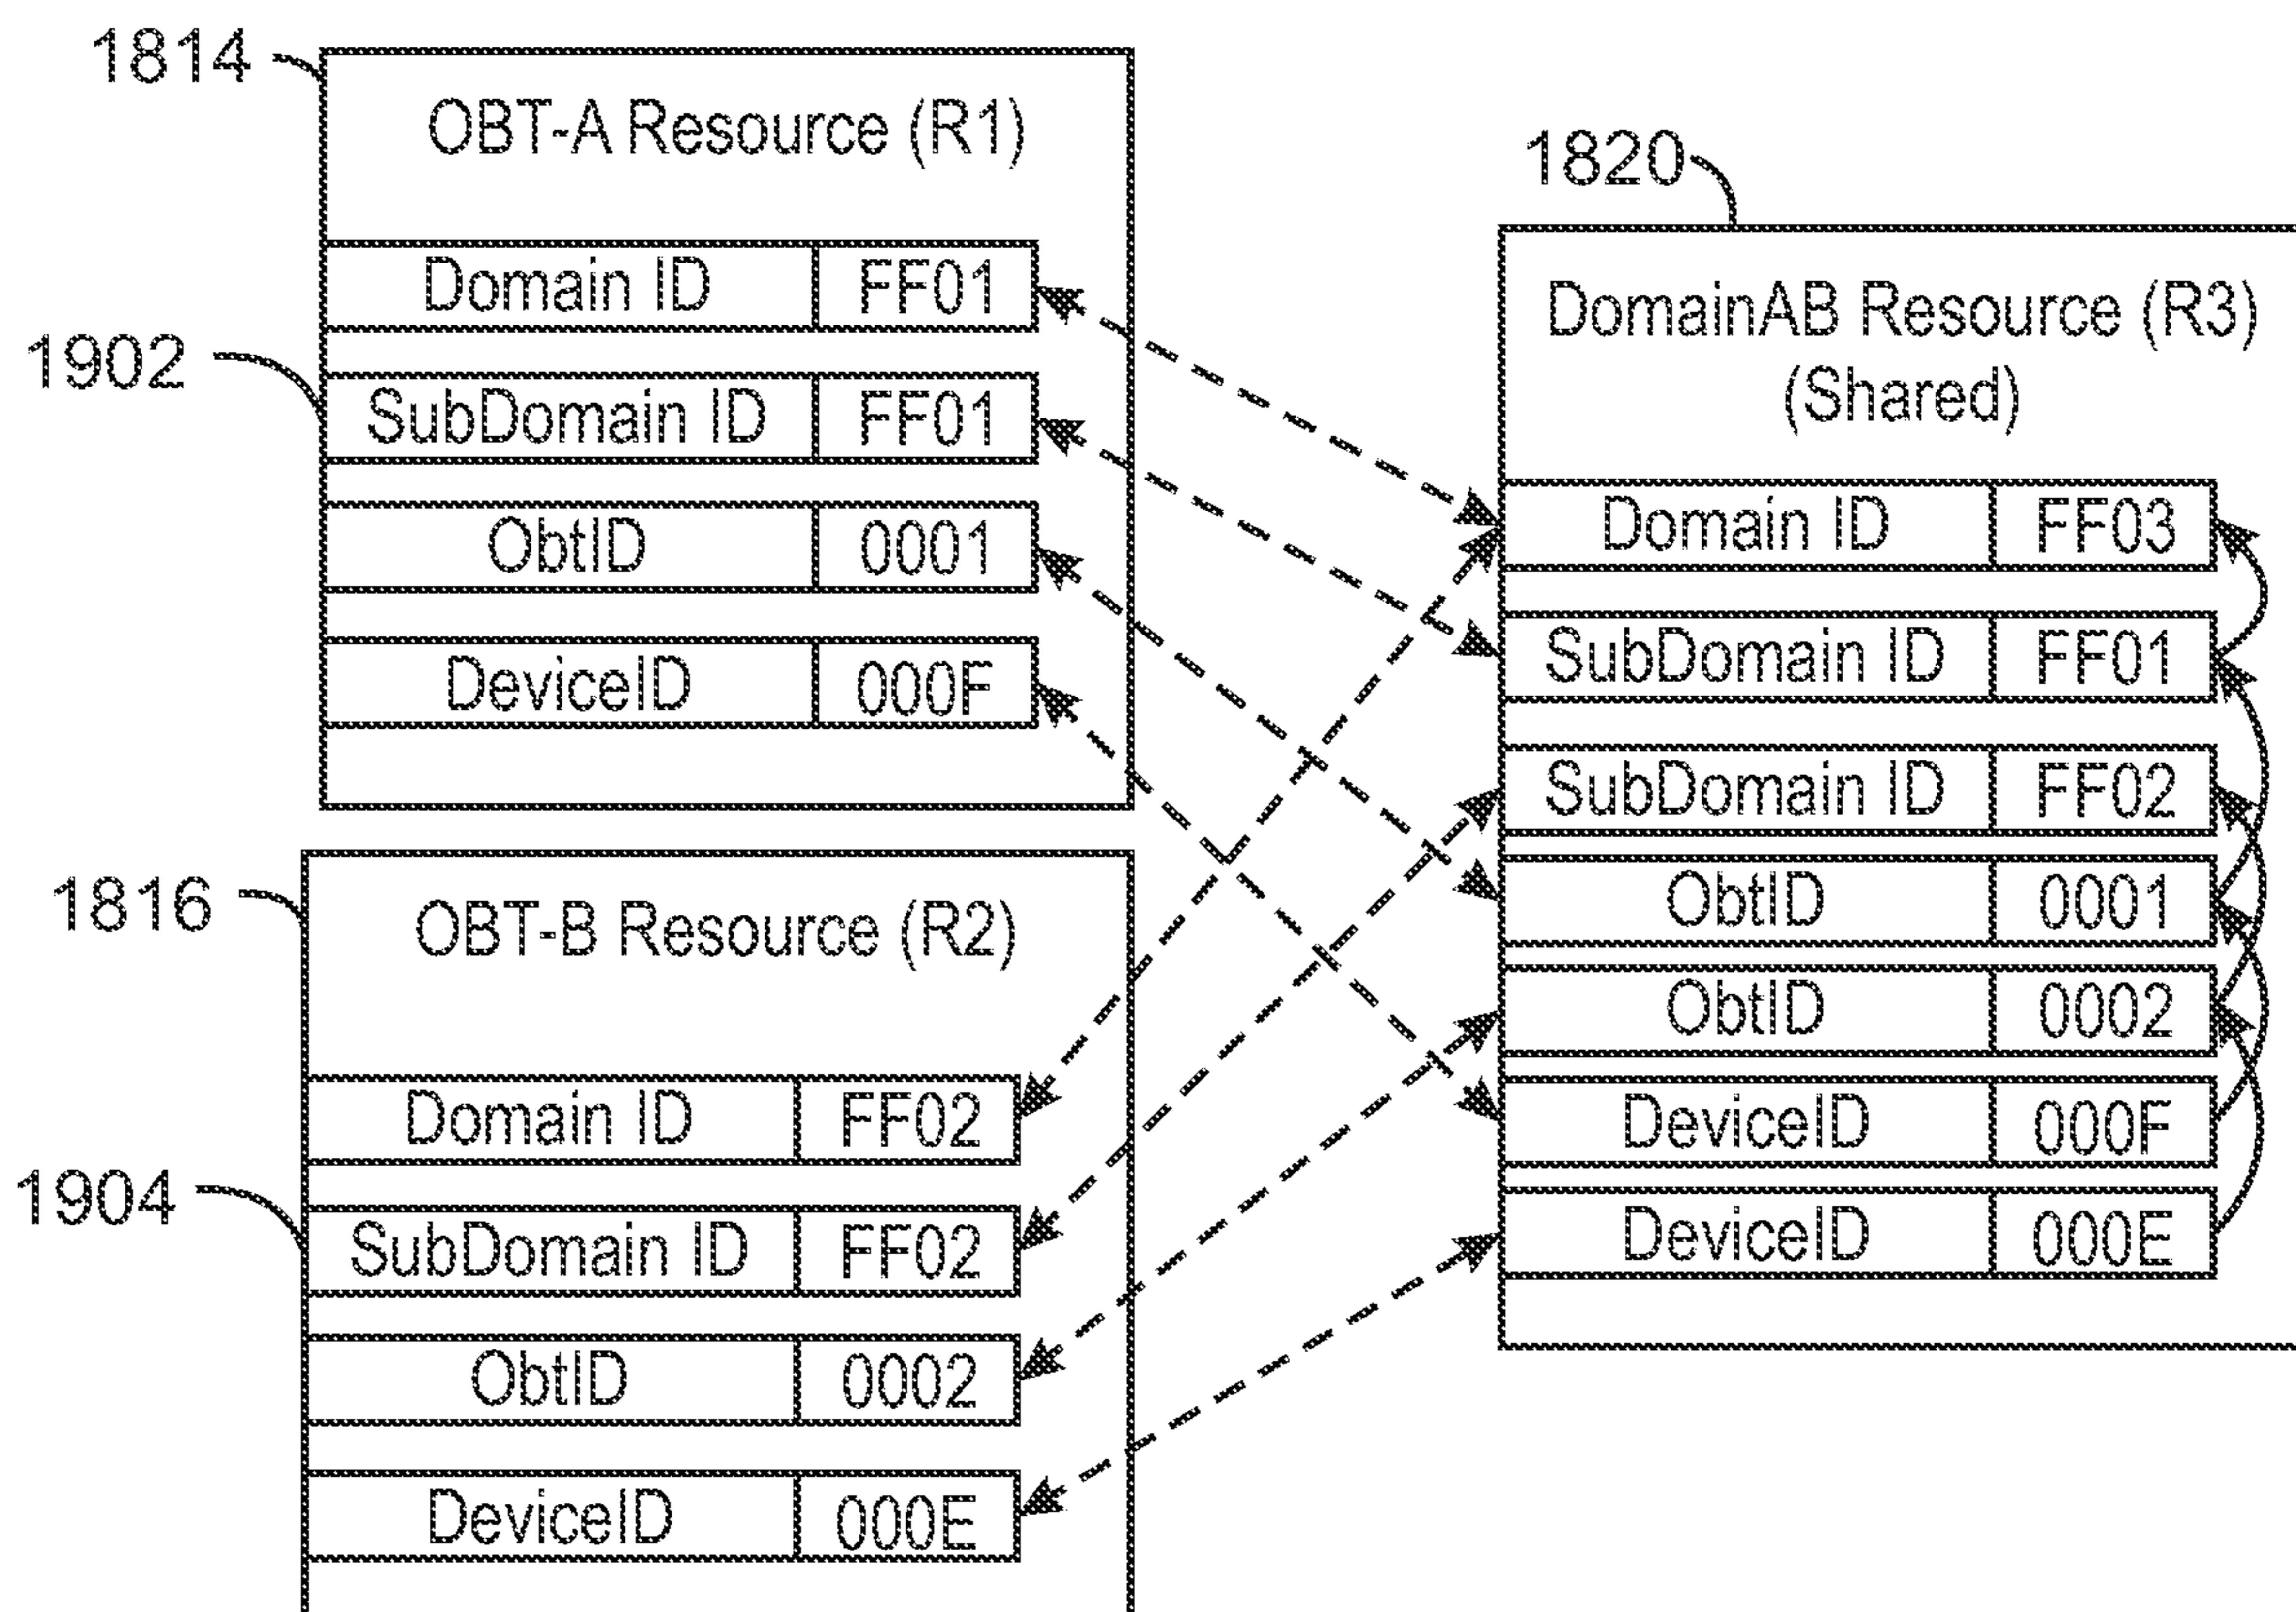 1814
OBT-A Resource (R1)
Domain ID FF01
1902
SubDomain ID FF01
ObtID 0001
DeviceID 000F
1816
OBT-B Resource (R2)
Domain ID FF02
1904
SubDomain ID FF02
ObtID 0002
DeviceID 000E
1820
DomainAB Resource (R3)
(Shared)
Domain ID FF03
SubDomain ID FF01
SubDomain ID FF02
ObtID 0001
ObtID 0002
DeviceID 000F
DeviceID 000E